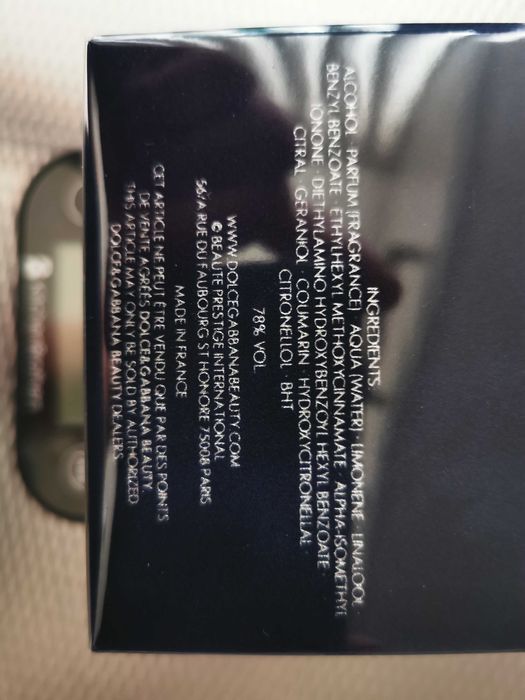 INGREDIENTS
ALCOHOL · PARFUM (FRAGRANCE) · AQUA (WATER) · LIMONENE · LINALOOL ·
BENZYL BENZOATE · ETHYLHEXYL METHOXYCINNAMATE · ALPHA-ISOMETHYL
IONONE · DIETHYLAMINO HYDROXYBENZOYL HEXYL BENZOATE ·
CITRAL · GERANIOL · COUMARIN · HYDROXYCITRONELLAL ·
CITRONELLOL · BHT
78% VOL
WWW.DOLCEGABBANABEAUTY.COM
© BEAUTE PRESTIGE INTERNATIONAL
56/A RUE DU FAUBOURG ST HONORE 75008 PARIS
MADE IN FRANCE
CET ARTICLE NE PEUT ETRE VENDU QUE PAR DES POINTS
DE VENTE AGRÉÉS DOLCE&GABBANA BEAUTY.
THIS ARTICLE MAY ONLY BE SOLD BY AUTHORIZED
DOLCE&GABBANA BEAUTY DEALERS